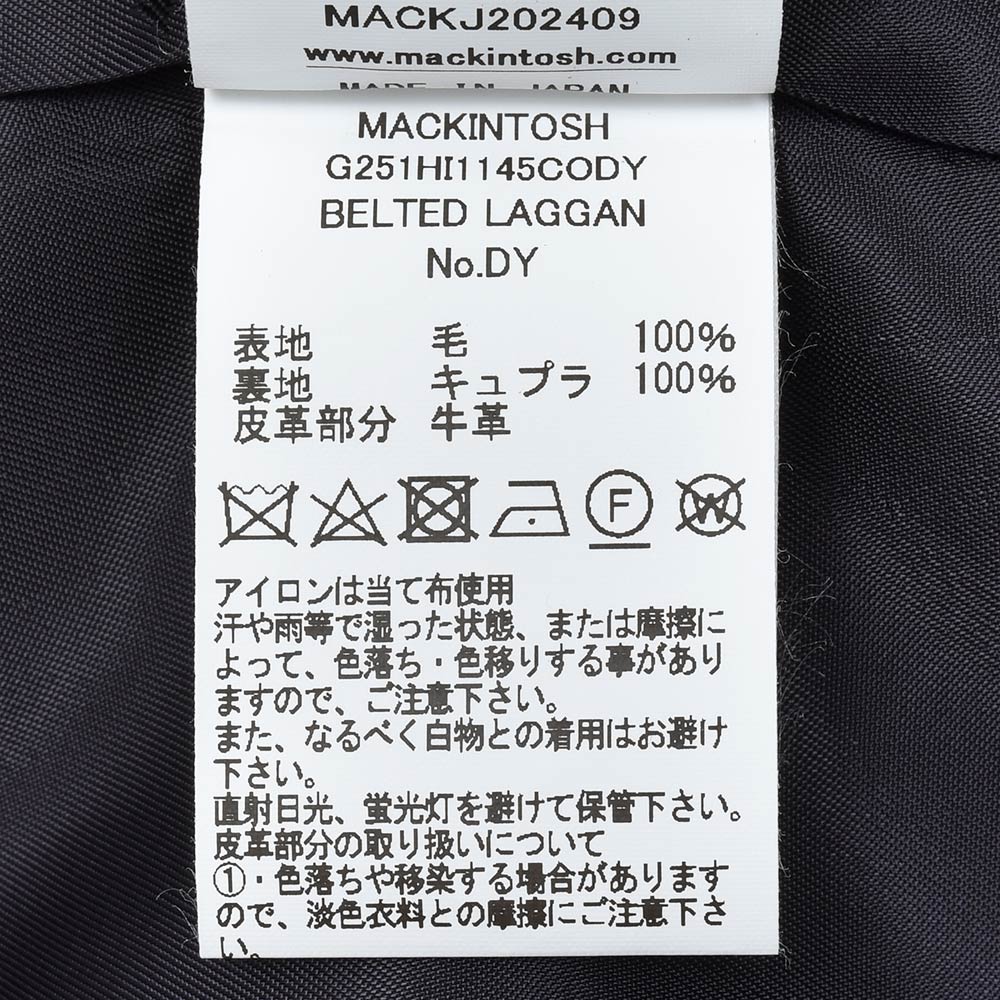 MACKJ202409
www.mackintosh.com
MADE IN JAPAN
MACKINTOSH
G251HI1145CODY
BELTED LAGGAN
No.DY
表地 毛 100%
裏地 キュプラ 100%
皮革部分 牛革
F W
アイロンは当て布使用
汗や雨等で湿った状態、または摩擦に
よって、色落ち・色移りする事があり
ますので、ご注意下さい。
また、なるべく白物との着用はお避け
下さい。
直射日光、蛍光灯を避けて保管下さい。
皮革部分の取り扱いについて
①・色落ちや移染する場合があります
ので、淡色衣料との摩擦にご注意下さ
い。